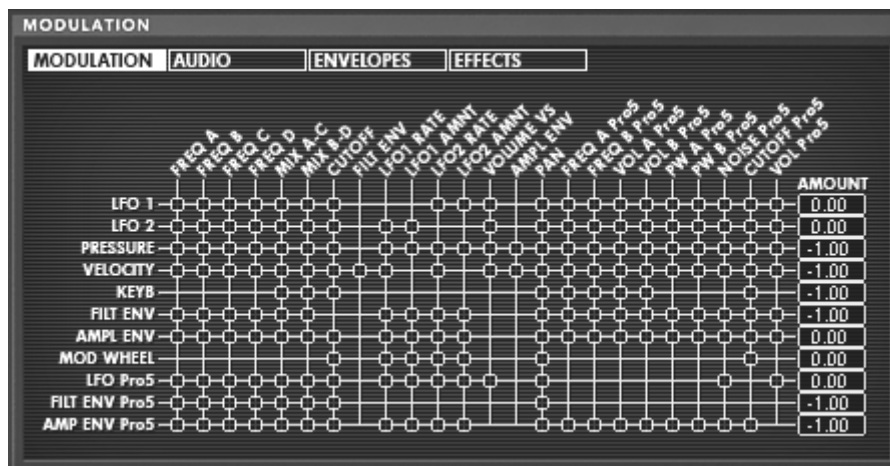 MODULATION
MODULATION AUDIO ENVELOPES EFFECTS
FREQ A FREQ B FREQ C FREQ D MIX A-C MIX B-D CUTOFF FILT ENV LFO1 RATE LFO1 AMNT LFO2 RATE LFO2 AMNT VOLUME VS AMPL ENV PAN FREQ A Pro5 FREQ B Pro5 VOL A Pro5 VOL B Pro5 PW A Pro5 PW B Pro5 NOISE Pro5 CUTOFF Pro5 VOL Pro5
AMOUNT
LFO 1 0.00
LFO 2 0.00
PRESSURE -1.00
VELOCITY -1.00
KEYB -1.00
FILT ENV -1.00
AMPL ENV 0.00
MOD WHEEL 0.00
LFO Pro5 0.00
FILT ENV Pro5 -1.00
AMP ENV Pro5 -1.00